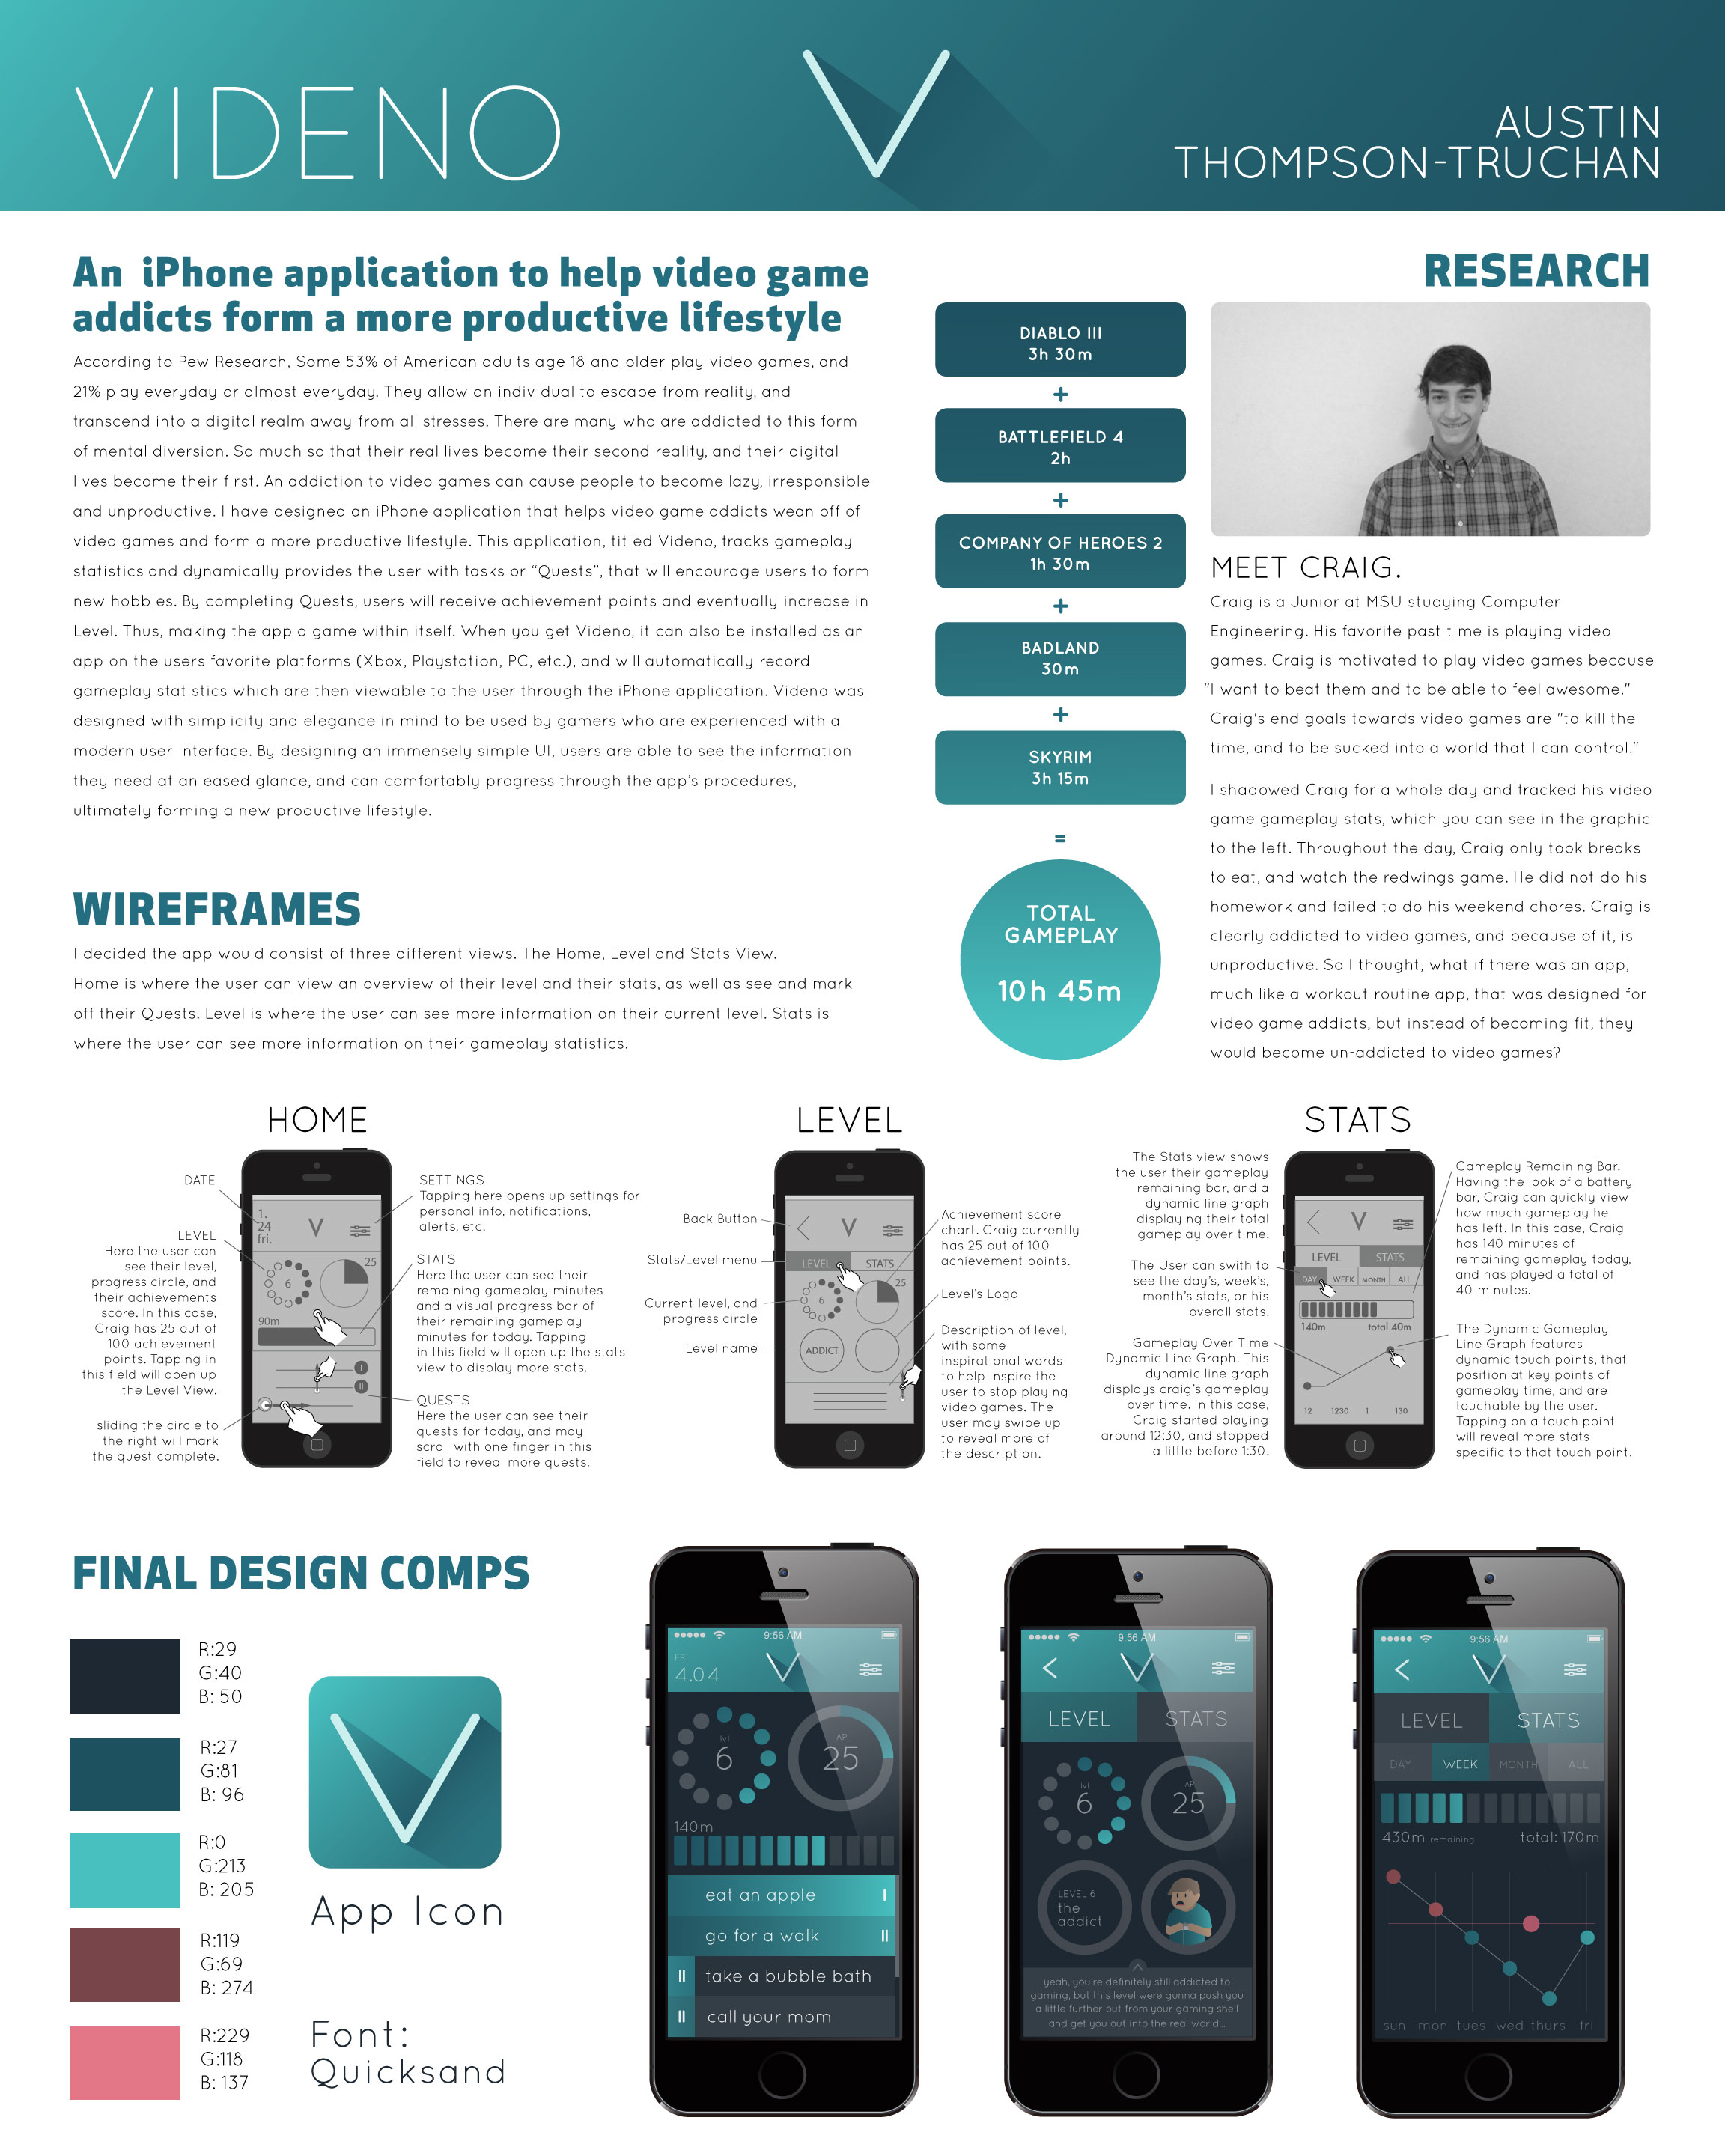 VIDENO
AUSTIN
THOMPSON-TRUCHAN
An iPhone application to help video game
addicts form a more productive lifestyle
According to Pew Research, Some 53% of American adults age 18 and older play video games, and
21% play everyday or almost everyday. They allow an individual to escape from reality, and
transcend into a digital realm away from all stresses. There are many who are addicted to this form
of mental diversion. So much so that their real lives become their second reality, and their digital
lives become their first. An addiction to video games can cause people to become lazy, irresponsible
and unproductive. I have designed an iPhone application that helps video game addicts wean off of
video games and form a more productive lifestyle. This application, titled Videno, tracks gameplay
statistics and dynamically provides the user with tasks or “Quests”, that will encourage users to form
new hobbies. By completing Quests, users will receive achievement points and eventually increase in
Level. Thus, making the app a game within itself. When you get Videno, it can also be installed as an
app on the users favorite platforms (Xbox, Playstation, PC, etc.), and will automatically record
gameplay statistics which are then viewable to the user through the iPhone application. Videno was
designed with simplicity and elegance in mind to be used by gamers who are experienced with a
modern user interface. By designing an immensely simple UI, users are able to see the information
they need at an eased glance, and can comfortably progress through the app’s procedures,
ultimately forming a new productive lifestyle.
RESEARCH
DIABLO III
3h 30m
+
BATTLEFIELD 4
2h
+
COMPANY OF HEROES 2
1h 30m
+
BADLAND
30m
+
SKYRIM
3h 15m
=
TOTAL
GAMEPLAY
10h 45m
MEET CRAIG.
Craig is a Junior at MSU studying Computer
Engineering. His favorite past time is playing video
games. Craig is motivated to play video games because
"I want to beat them and to be able to feel awesome."
Craig's end goals towards video games are "to kill the
time, and to be sucked into a world that I can control."
I shadowed Craig for a whole day and tracked his video
game gameplay stats, which you can see in the graphic
to the left. Throughout the day, Craig only took breaks
to eat, and watch the redwings game. He did not do his
homework and failed to do his weekend chores. Craig is
clearly addicted to video games, and because of it, is
unproductive. So I thought, what if there was an app,
much like a workout routine app, that was designed for
video game addicts, but instead of becoming fit, they
would become un-addicted to video games?
WIREFRAMES
I decided the app would consist of three different views. The Home, Level and Stats View.
Home is where the user can view an overview of their level and their stats, as well as see and mark
off their Quests. Level is where the user can see more information on their current level. Stats is
where the user can see more information on their gameplay statistics.
HOME
DATE
LEVEL
Here the user can
see their level,
progress circle, and
their achievements
score. In this case,
Craig has 25 out of
100 achievement
points. Tapping in
this field will open up
the Level View.
sliding the circle to
the right will mark
the quest complete.
1.
24
fri.
V
6
25
90m
I
II
SETTINGS
Tapping here opens up settings for
personal info, notifications,
alerts, etc.
STATS
Here the user can see their
remaining gameplay minutes
and a visual progress bar of
their remaining gameplay
minutes for today. Tapping
in this field will open up the stats
view to display more stats.
QUESTS
Here the user can see their
quests for today, and may
scroll with one finger in this
field to reveal more quests.
LEVEL
Back Button
Stats/Level menu
Current level, and
progress circle
Level name
V
LEVEL
STATS
6
25
ADDICT
Achievement score
chart. Craig currently
has 25 out of 100
achievement points.
Level's Logo
Description of level,
with some
inspirational words
to help inspire the
user to stop playing
video games. The
user may swipe up
to reveal more of
the description.
STATS
The Stats view shows
the user their gameplay
remaining bar, and a
dynamic line graph
displaying their total
gameplay over time.
The User can swith to
see the day's, week's,
month's stats, or his
overall stats.
Gameplay Over Time
Dynamic Line Graph. This
dynamic line graph
displays craig's gameplay
over time. In this case,
Craig started playing
around 12:30, and stopped
a little before 1:30.
V
LEVEL
STATS
DAY
WEEK
MONTH
ALL
140m
total 40m
12
1230
1
130
Gameplay Remaining Bar.
Having the look of a battery
bar, Craig can quickly view
how much gameplay he
has left. In this case, Craig
has 140 minutes of
remaining gameplay today,
and has played a total of
40 minutes.
The Dynamic Gameplay
Line Graph features
dynamic touch points, that
position at key points of
gameplay time, and are
touchable by the user.
Tapping on a touch point
will reveal more stats
specific to that touch point.
FINAL DESIGN COMPS
R:29
G:40
B: 50
R:27
G:81
B: 96
R:0
G:213
B: 205
R:119
G:69
B: 274
R:229
G:118
B: 137
App Icon
Font:
Quicksand
9:56 AM
FRI
4.04
lvl
6
AP
25
140m
eat an apple
I
go for a walk
II
II
take a bubble bath
II
call your mom
9:56 AM
LEVEL
STATS
lvl
6
AP
25
LEVEL 6
the
addict
yeah, you're definitely still addicted to
gaming, but this level were gunna push you
a little further out from your gaming shell
and get you out into the real world...
9:56 AM
LEVEL
STATS
DAY
WEEK
MONTH
ALL
430m remaining
total: 170m
sun mon tues wed thurs fri